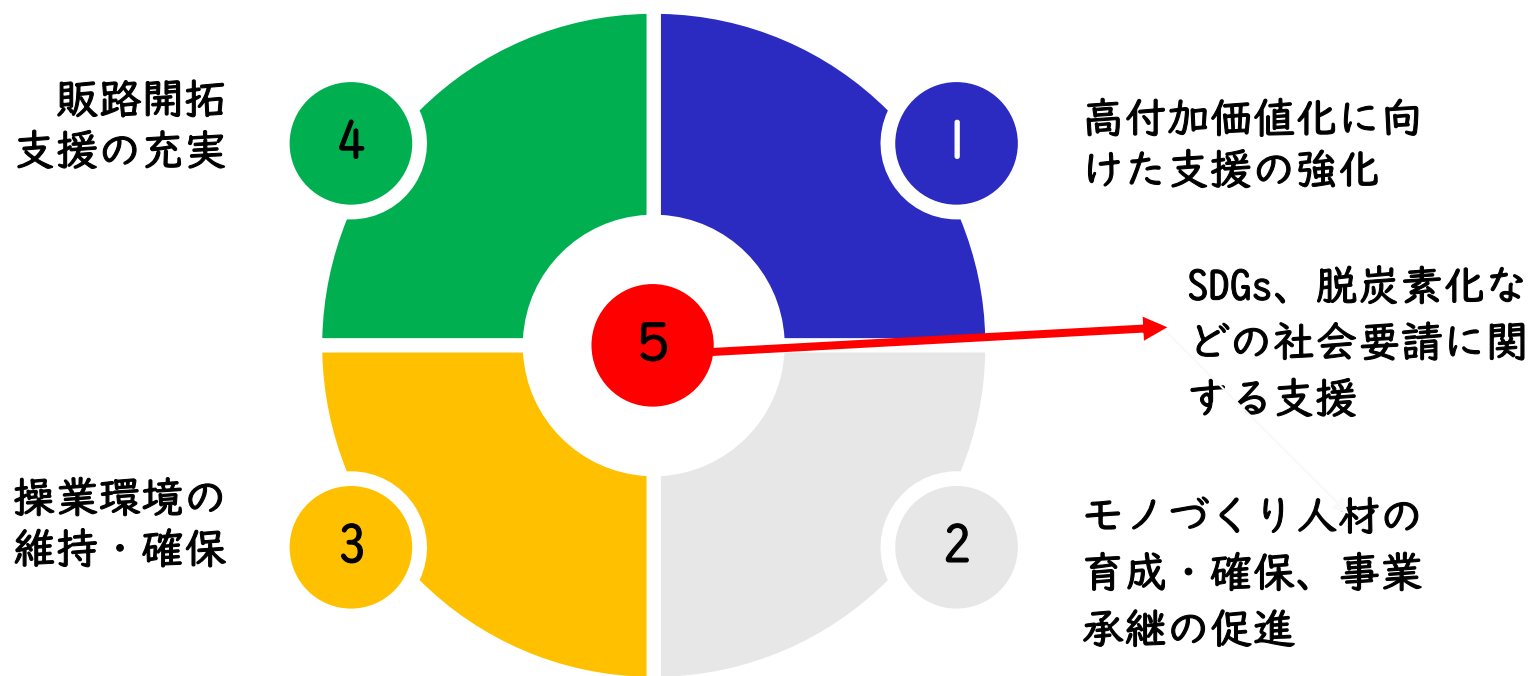 販路開拓
支援の充実
4
1
高付加価値化に向
けた支援の強化
5
SDGs、脱炭素化な
どの社会要請に関
する支援
操業環境の
維持・確保
3
2
モノづくり人材の
育成・確保、事業
承継の促進